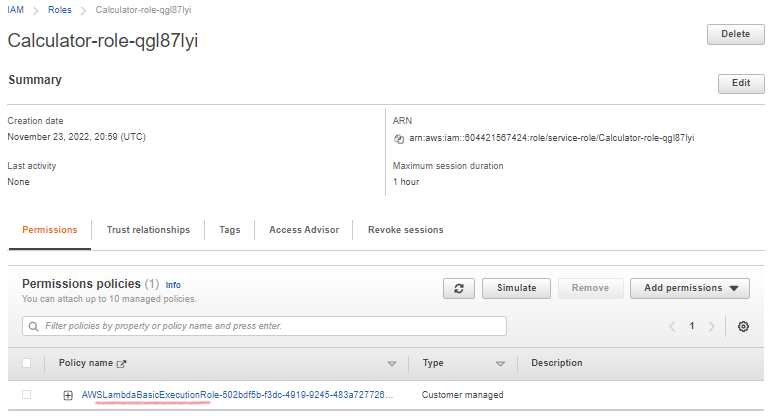 IAM > Roles > Calculator-role-qgl87lyi
Calculator-role-qgl87lyi
Delete
Summary
Edit
Creation date
November 23, 2022, 20:59 (UTC)
ARN
arn:aws:iam::604421567424:role/service-role/Calculator-role-qgl87lyi
Last activity
None
Maximum session duration
1 hour
Permissions
Trust relationships
Tags
Access Advisor
Revoke sessions
Permissions policies (1) Info
You can attach up to 10 managed policies.
Simulate
Remove
Add permissions
Filter policies by property or policy name and press enter.
1
Policy name
Type
Description
AWSLambdaBasicExecutionRole-502bdf5b-f3dc-4919-9245-483a727726...
Customer managed